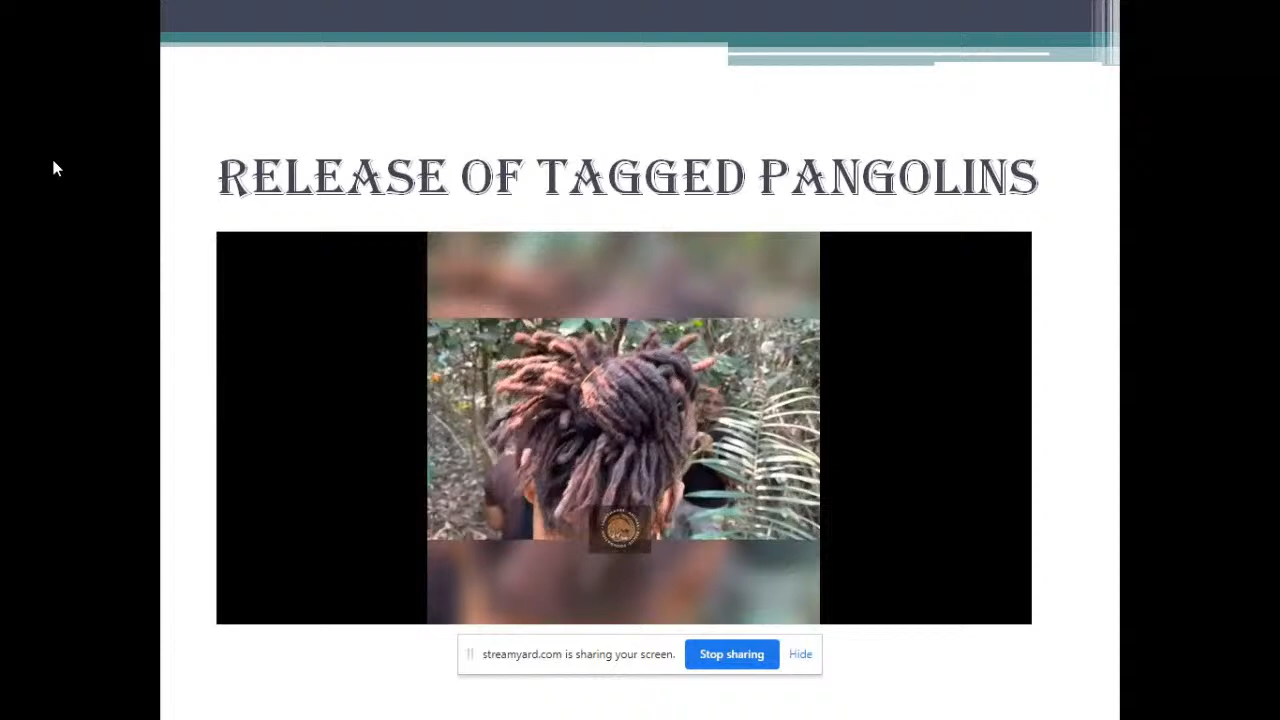 RELEASE OF TAGGED PANGOLINS
streamyard.com is sharing your screen. Stop sharing Hide